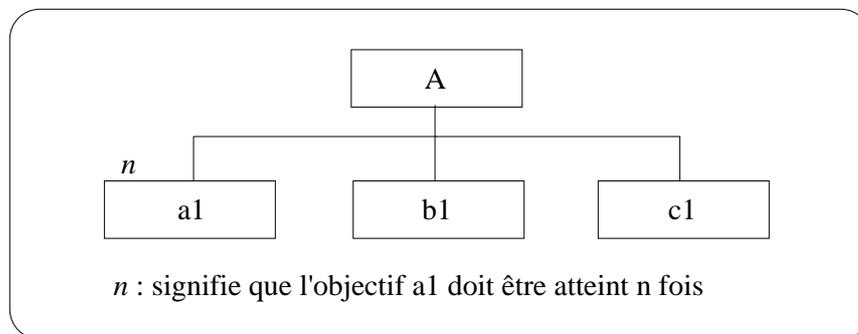 A
n
a1 b1 c1
n : signifie que l'objectif a1 doit être atteint n fois